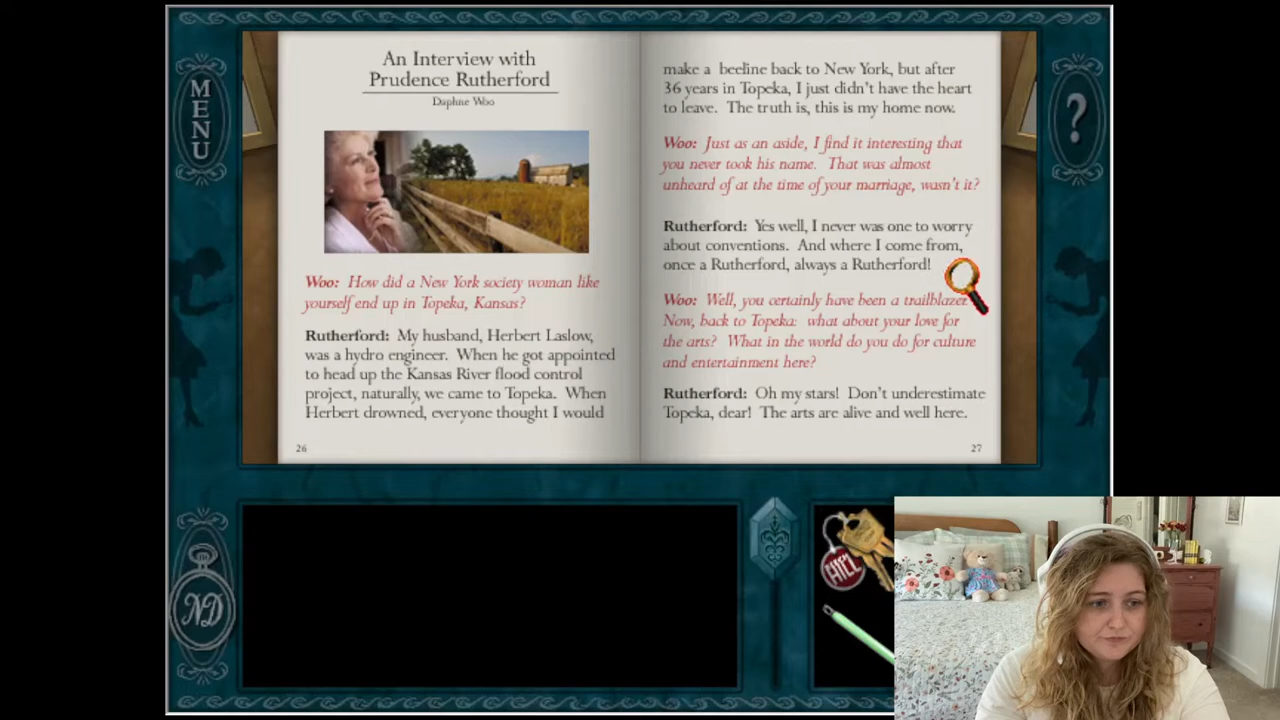 MENU
?
An Interview with
Prudence Rutherford
Daphne Woo
Woo: How did a New York society woman like
yourself end up in Topeka, Kansas?
Rutherford: My husband, Herbert Laslow,
was a hydro engineer. When he got appointed
to head up the Kansas River flood control
project, naturally, we came to Topeka. When
Herbert drowned, everyone thought I would
26
make a beeline back to New York, but after
36 years in Topeka, I just didn't have the heart
to leave. The truth is, this is my home now.
Woo: Just as an aside, I find it interesting that
you never took his name. That was almost
unheard of at the time of your marriage, wasn't it?
Rutherford: Yes well, I never was one to worry
about conventions. And where I come from,
once a Rutherford, always a Rutherford!
Woo: Well, you certainly have been a trailblazer.
Now, back to Topeka: what about your love for
the arts? What in the world do you do for culture
and entertainment here?
Rutherford: Oh my stars! Don't underestimate
Topeka, dear! The arts are alive and well here.
27
ND